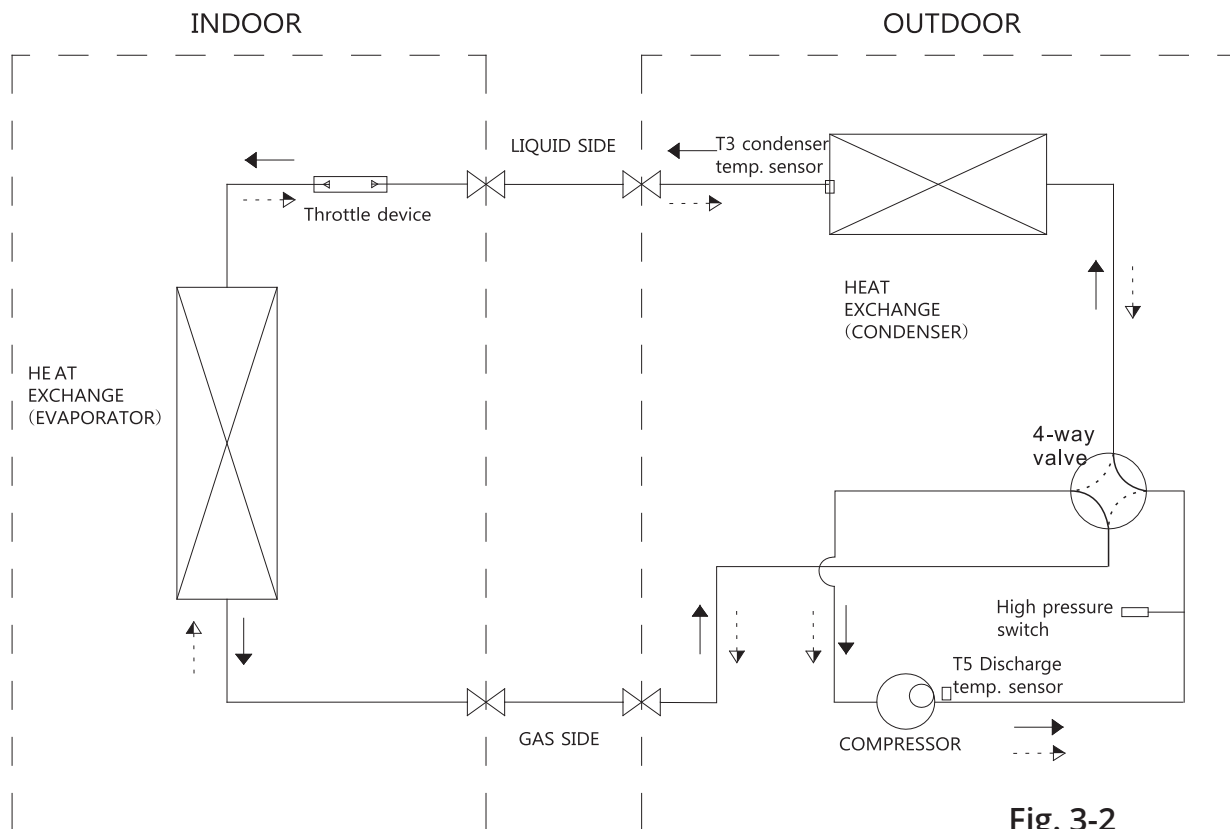 INDOOR
OUTDOOR
LIQUID SIDE
T3 condenser
temp. sensor
Throttle device
HEAT
EXCHANGE
(CONDENSER)
HEAT
EXCHANGE
(EVAPORATOR)
4-way
valve
High pressure
switch
T5 Discharge
temp. sensor
GAS SIDE
COMPRESSOR
Fig. 3-2